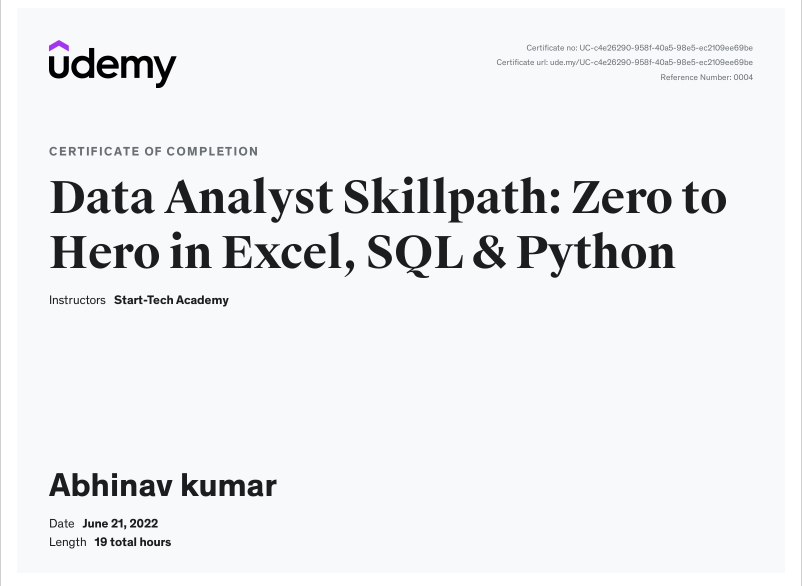 udemy
Certificate no: UC-c4e26290-958f-40a5-98e5-ec2109ee69be
Certificate url: ude.my/UC-c4e26290-958f-40a5-98e5-ec2109ee69be
Reference Number: 0004
CERTIFICATE OF COMPLETION
Data Analyst Skillpath: Zero to
Hero in Excel, SQL & Python
Instructors Start-Tech Academy
Abhinav kumar
Date June 21, 2022
Length 19 total hours